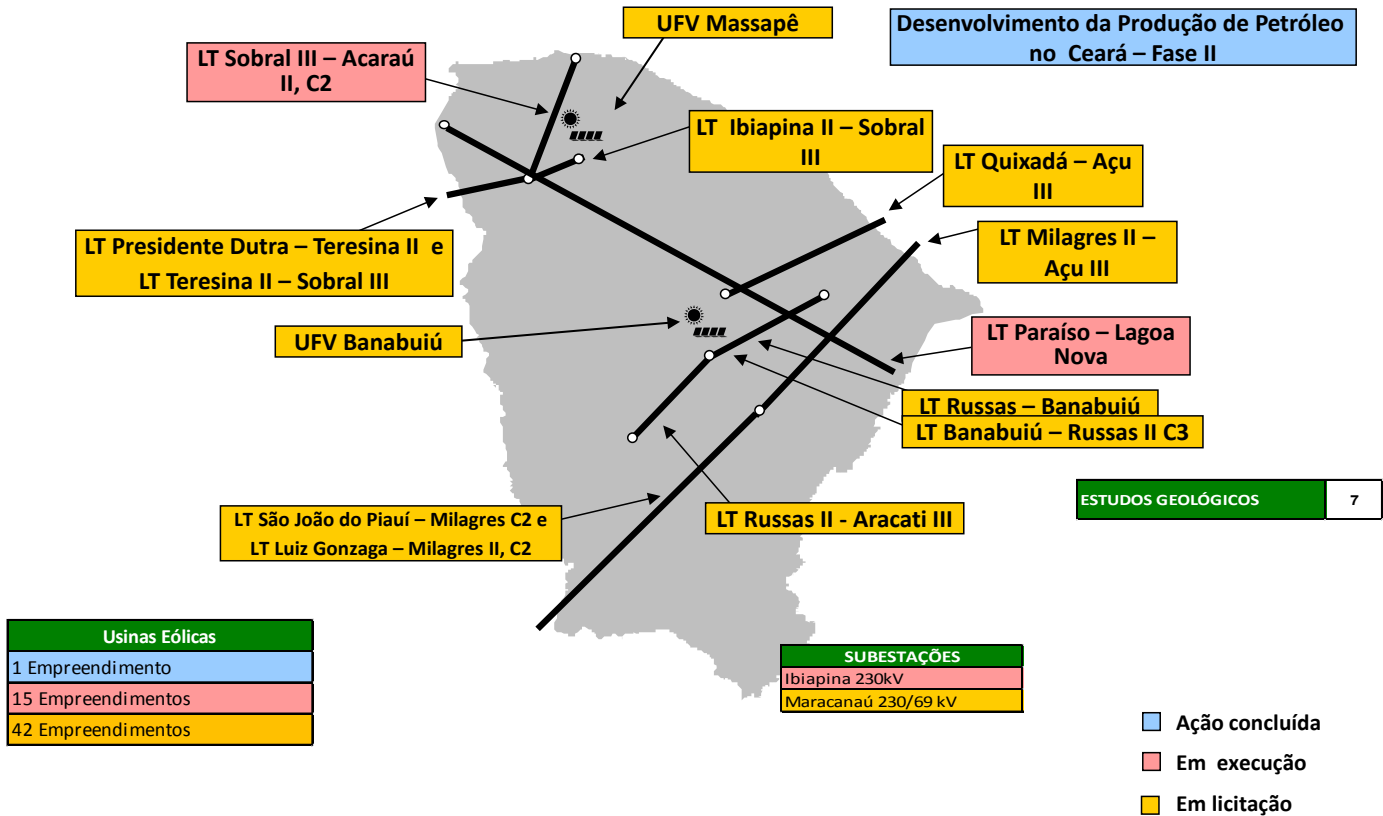 UFV Massapê
Desenvolvimento da Produção de Petróleo
no Ceará – Fase II
LT Sobral III – Acaraú
II, C2
LT Ibiapina II – Sobral
III
LT Quixadá – Açu
III
LT Milagres II –
Açu III
LT Presidente Dutra – Teresina II e
LT Teresina II – Sobral III
UFV Banabuiú
LT Paraíso – Lagoa
Nova
LT Russas – Banabuiú
LT Banabuiú – Russas II C3
ESTUDOS GEOLÓGICOS 7
LT São João do Piauí – Milagres C2 e
LT Luiz Gonzaga – Milagres II, C2
LT Russas II - Aracati III
Usinas Eólicas
1 Empreendimento
15 Empreendimentos
42 Empreendimentos
SUBESTAÇÕES
Ibiapina 230kV
Maracanaú 230/69 kV
Ação concluída
Em execução
Em licitação